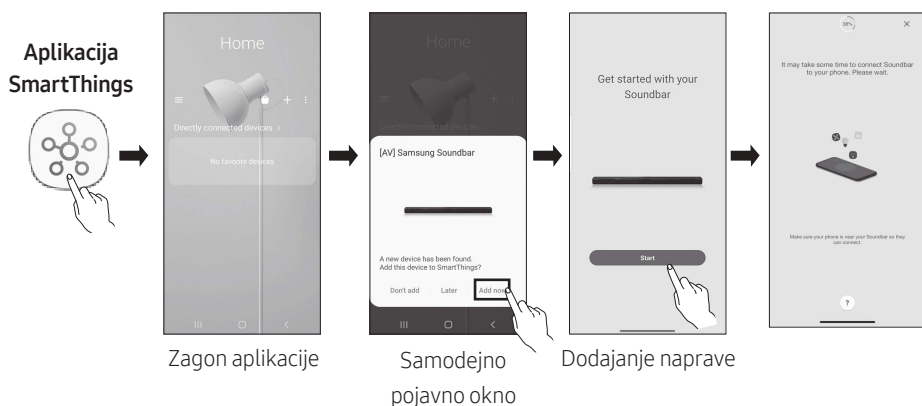 Aplikacija
SmartThings
Home
Directly connected devices >
No favorite devices
Zagon aplikacije
Home
Directly connected devices >
[AV] Samsung Soundbar
A new device has been found.
Add this device to SmartThings?
Don't add
Later
Add now
Samodejno
pojavno okno
Get started with your
Soundbar
Start
Dodajanje naprave
38%
It may take some time to connect Soundbar
to your phone. Please wait.
Make sure your phone is near your Soundbar so they
can connect.
?